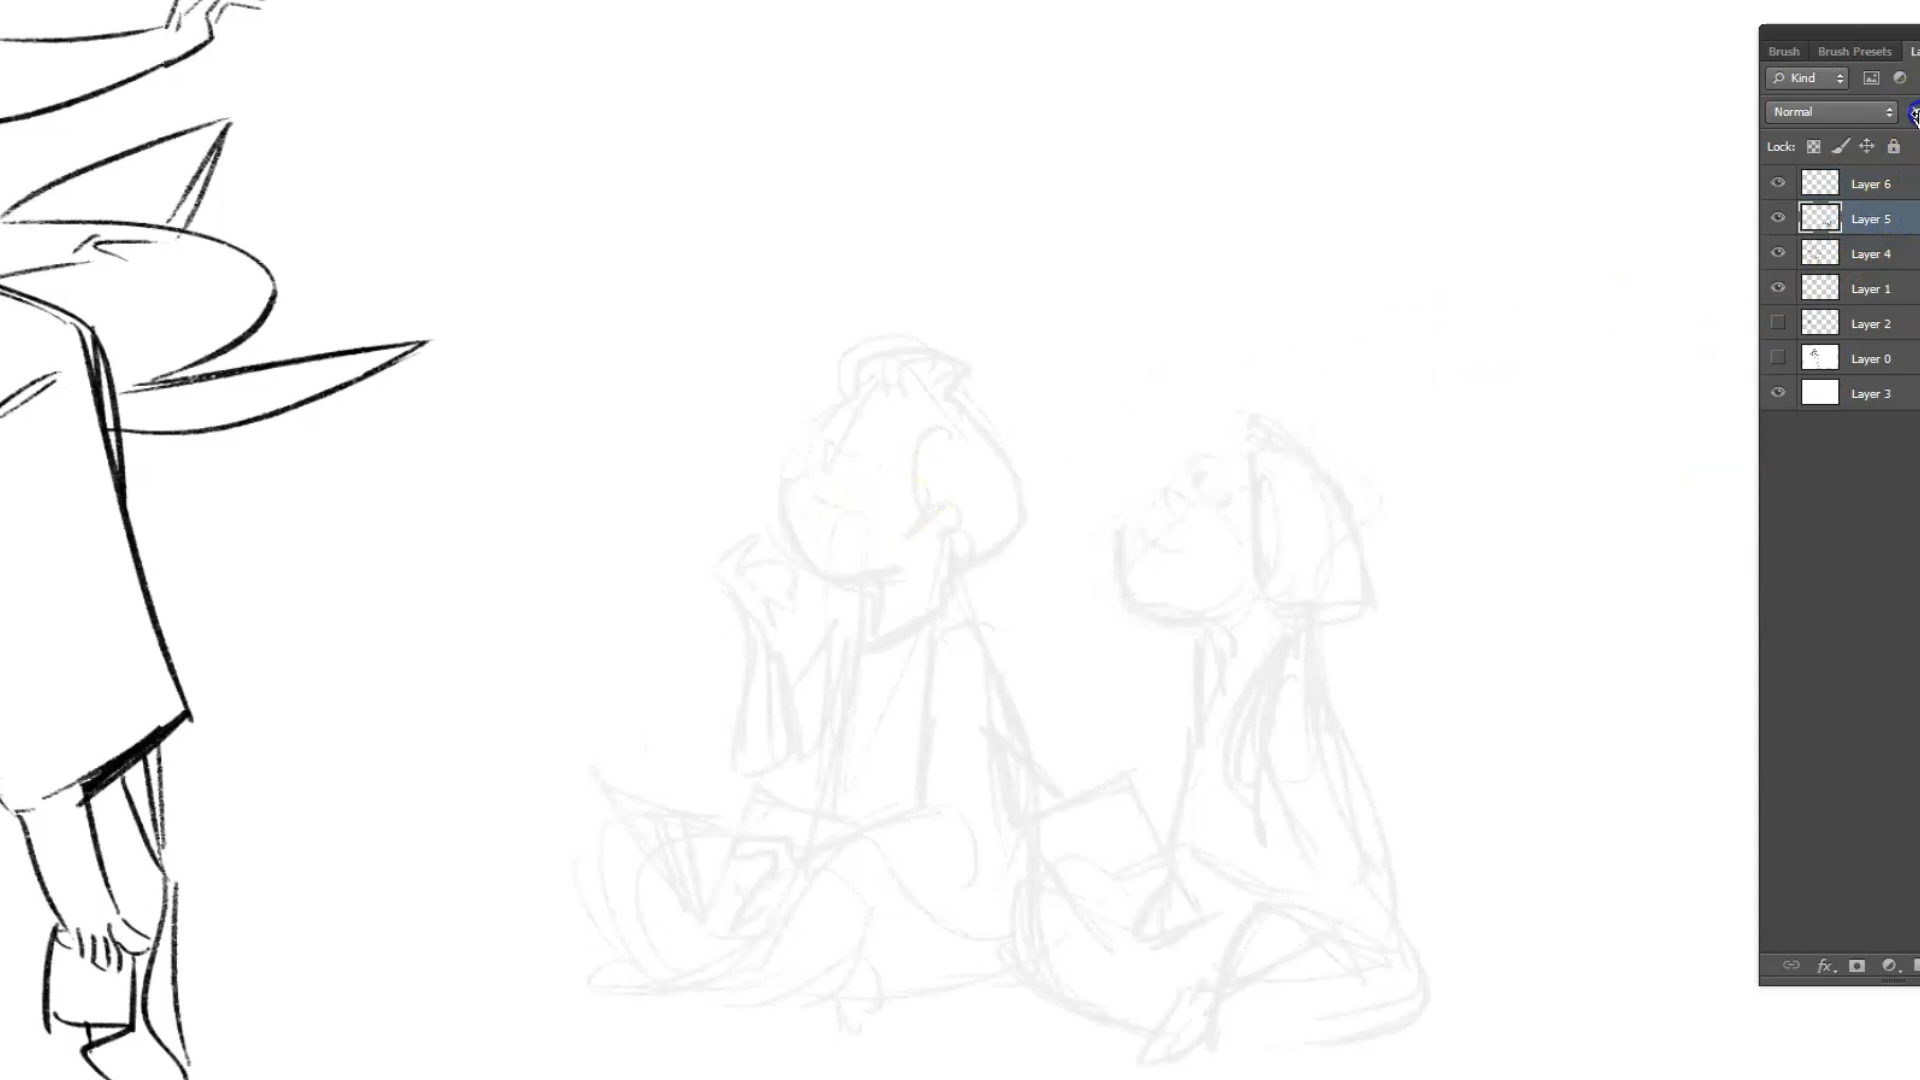 Brush Brush Presets La
Kind
Normal
Lock:
Layer 6
Layer 5
Layer 4
Layer 1
Layer 2
Layer 0
Layer 3
fx